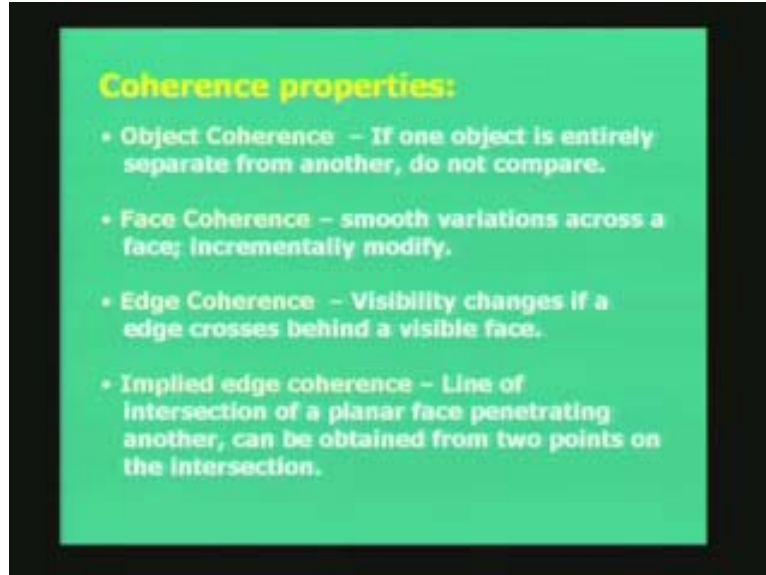 Coherence properties:
• Object Coherence – If one object is entirely
separate from another, do not compare.
• Face Coherence – smooth variations across a
face; incrementally modify.
• Edge Coherence – Visibility changes if a
edge crosses behind a visible face.
• Implied edge coherence – Line of
intersection of a planar face penetrating
another, can be obtained from two points on
the intersection.